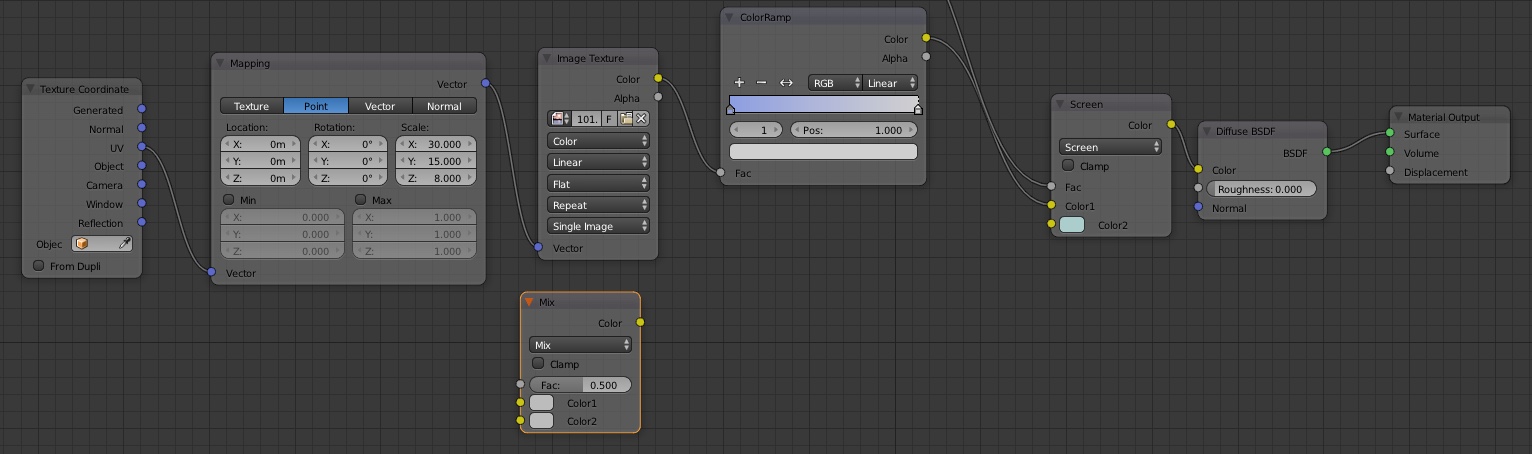 Texture Coordinate
Generated
Normal
UV
Object
Camera
Window
Reflection
Objec
From Dupli
Mapping
Vector
Texture Point Vector Normal
Location: Rotation: Scale:
X: 0m X: 0° X: 30.000
Y: 0m Y: 0° Y: 15.000
Z: 0m Z: 0° Z: 8.000
Min Max
X: 0.000 X: 1.000
Y: 0.000 Y: 1.000
Z: 0.000 Z: 1.000
Vector
Image Texture
Color
Alpha
101. F
Color
Linear
Flat
Repeat
Single Image
Vector
Mix
Color
Mix
Clamp
Fac: 0.500
Color1
Color2
ColorRamp
Color
Alpha
RGB Linear
1 Pos: 1.000
Fac
Screen
Color
Screen
Clamp
Fac
Color1
Color2
Diffuse BSDF
BSDF
Color
Roughness: 0.000
Normal
Material Output
Surface
Volume
Displacement